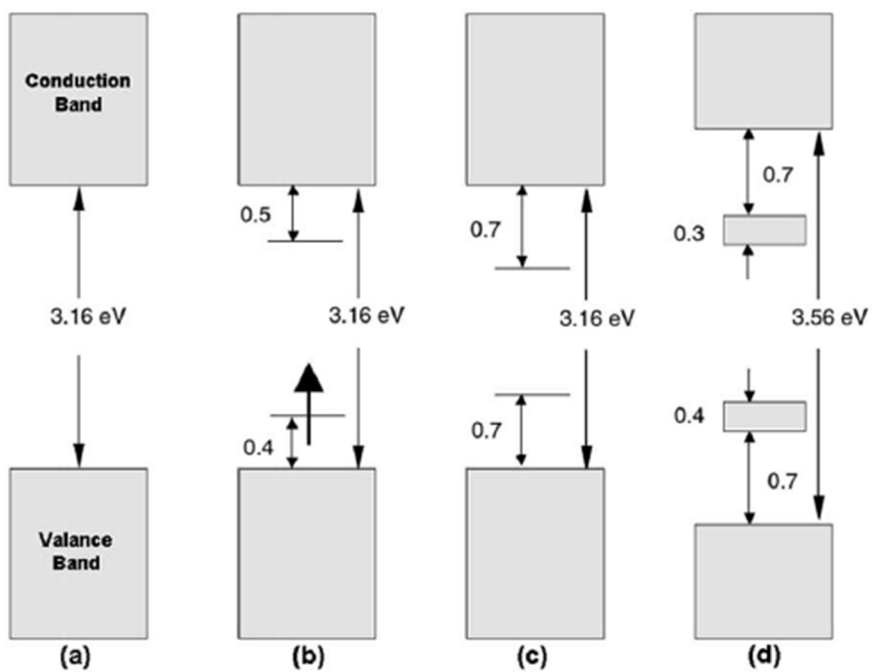 Conduction
Band
3.16 eV
Valance
Band
(a)
0.5
3.16 eV
0.4
(b)
0.7
3.16 eV
0.7
(c)
0.7
0.3
3.56 eV
0.4
0.7
(d)